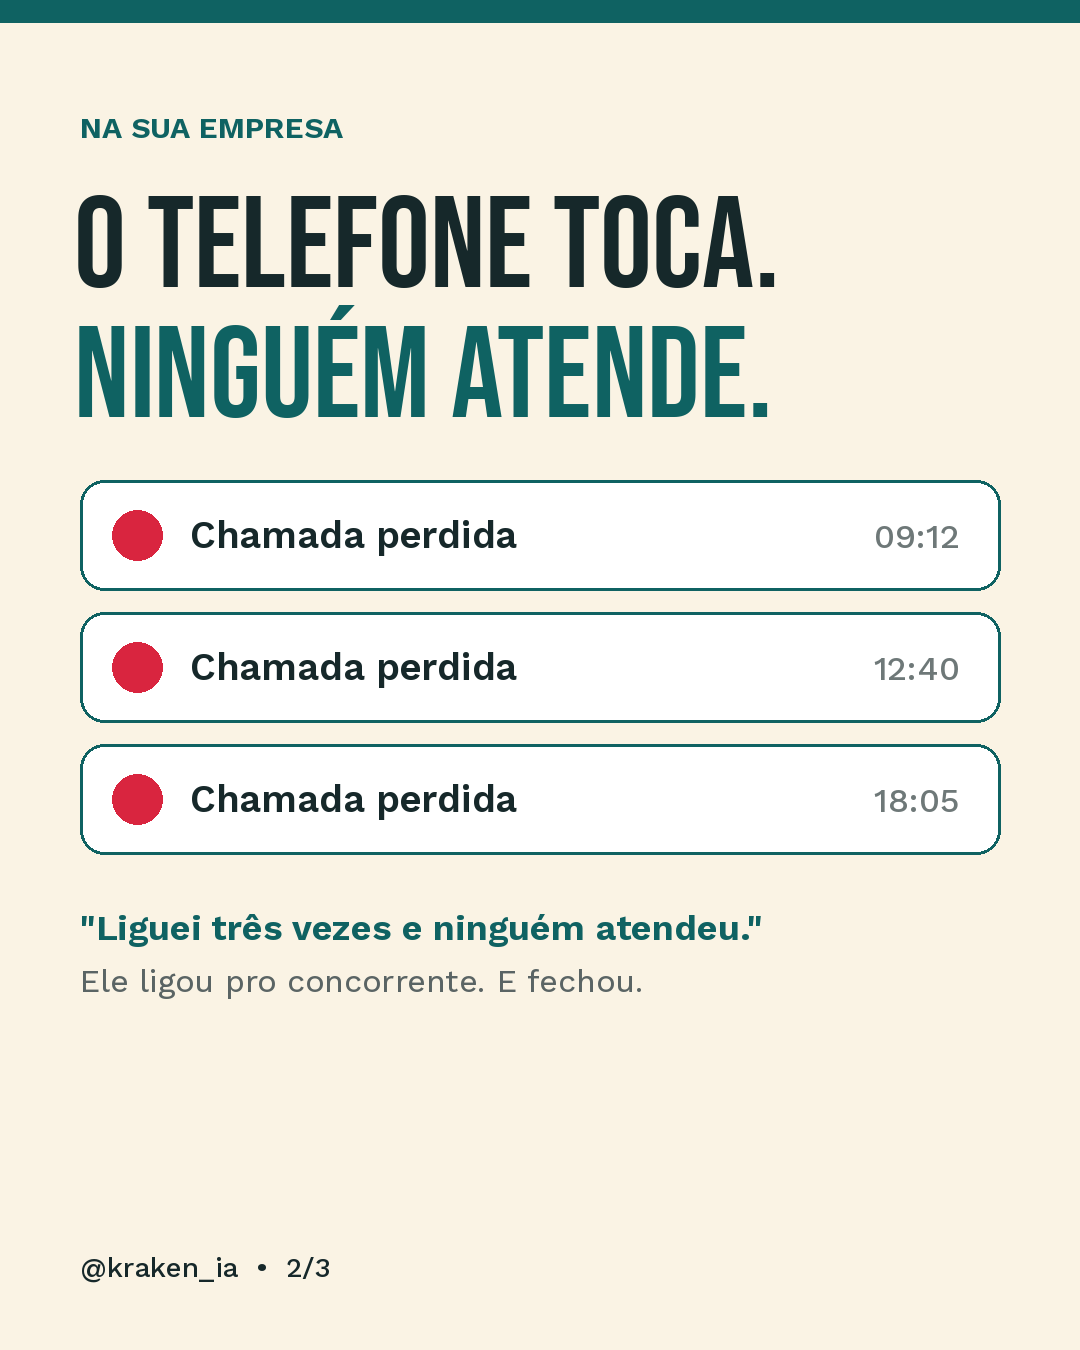 NA SUA EMPRESA
O TELEFONE TOCA.
NINGUÉM ATENDE.
Chamada perdida 09:12
Chamada perdida 12:40
Chamada perdida 18:05
"Liguei três vezes e ninguém atendeu."
Ele ligou pro concorrente. E fechou.
@kraken_ia • 2/3